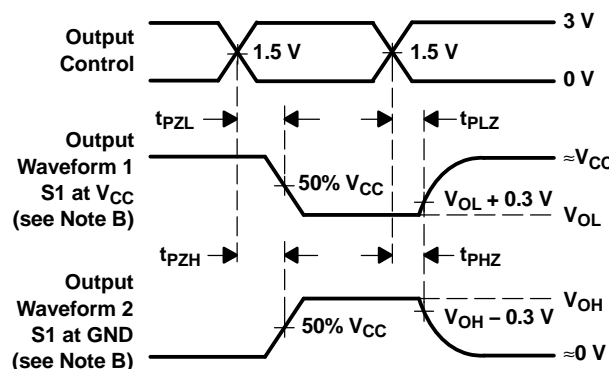 3 V
Output
Control
1.5 V
1.5 V
0 V
tPZL
tPLZ
Output
Waveform 1
S1 at VCC
(see Note B)
≈VCC
50% VCC
VOL + 0.3 V
VOL
tPZH
tPHZ
Output
Waveform 2
S1 at GND
(see Note B)
VOH
50% VCC
VOH – 0.3 V
≈0 V